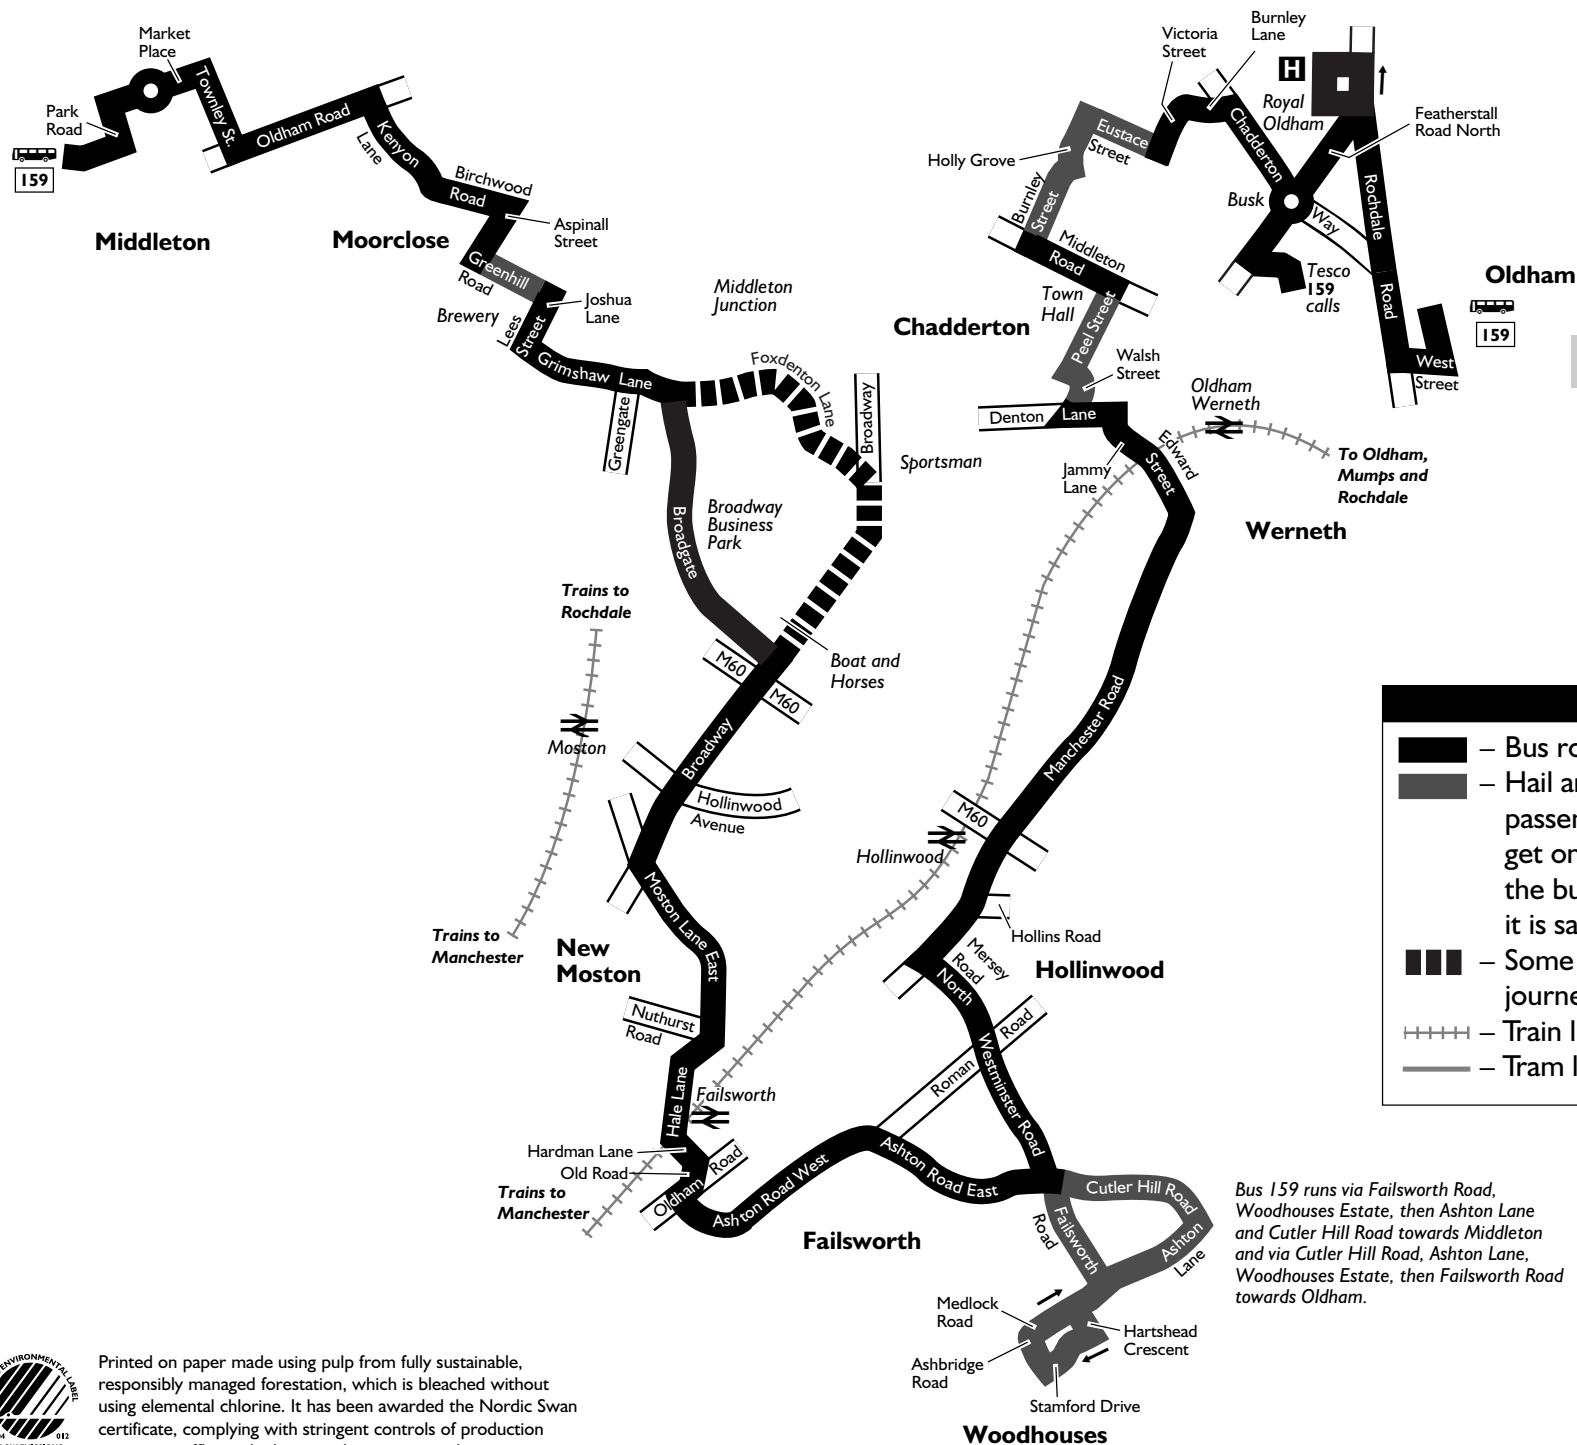 Market
Place
Park
Road
159
Townley St.
Oldham Road
Kenyon
Lane
Birchwood
Road
Aspinall
Street
Middleton
Moorclose
Greenhill
Road
Brewery
Lees
Street
Joshua
Lane
Middleton
Junction
Grimshaw Lane
Greengate
Foxdenton Lane
Broadway
Sportsman
Broadgate
Broadway
Business
Park
Boat and
Horses
M60
M60
Trains to
Rochdale
Moston
Trains to
Manchester
Broadway
Hollinwood
Avenue
Moston Lane East
New
Moston
Nuthurst
Road
Hale Lane
Failsworth
Hardman Lane
Old Road
Trains to
Manchester
Oldham Road
Ashton Road West
Failsworth
Ashton Road East
Burnley
Lane
Victoria
Street
H
Royal
Oldham
Featherstall
Road North
Eustace
Street
Holly Grove
Burnley
Street
Chadderton
Way
Busk
Rochdale
Road
Tesco
159
calls
Oldham
159
West
Street
Middleton
Road
Town
Hall
Chadderton
Peel Street
Walsh
Street
Denton Lane
Jammy
Lane
Edward
Street
Oldham
Werneth
To Oldham,
Mumps and
Rochdale
Werneth
Manchester Road
M60
Hollinwood
Hollins Road
Hollinwood
Mersey
Road
North
Roman Road
Westminster Road
Cutler Hill Road
Ashton
Lane
Failsworth
Road
Medlock
Road
Hartshead
Crescent
Ashbridge
Road
Stamford Drive
Woodhouses
– Bus ro
– Hail ar
passer
get or
the bu
it is sa
– Some
journe
– Train l
– Tram l
Bus 159 runs via Failsworth Road,
Woodhouses Estate, then Ashton Lane
and Cutler Hill Road towards Middleton
and via Cutler Hill Road, Ashton Lane,
Woodhouses Estate, then Failsworth Road
towards Oldham.
ENVIRONMENTAL LABEL
012
Printed on paper made using pulp from fully sustainable,
responsibly managed forestation, which is bleached without
using elemental chlorine. It has been awarded the Nordic Swan
certificate, complying with stringent controls of production